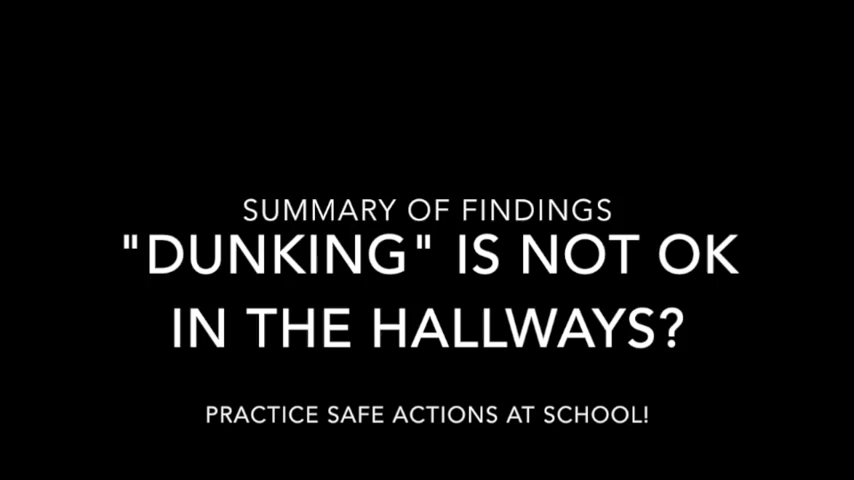 SUMMARY OF FINDINGS
"DUNKING" IS NOT OK
IN THE HALLWAYS?
PRACTICE SAFE ACTIONS AT SCHOOL!